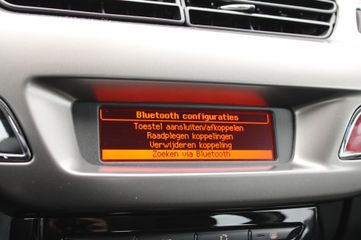 Bluetooth configuraties
Toestel aansluiten/afkoppelen
Raadplegen koppelingen
Verwijderen koppeling
Zoeken via Bluetooth